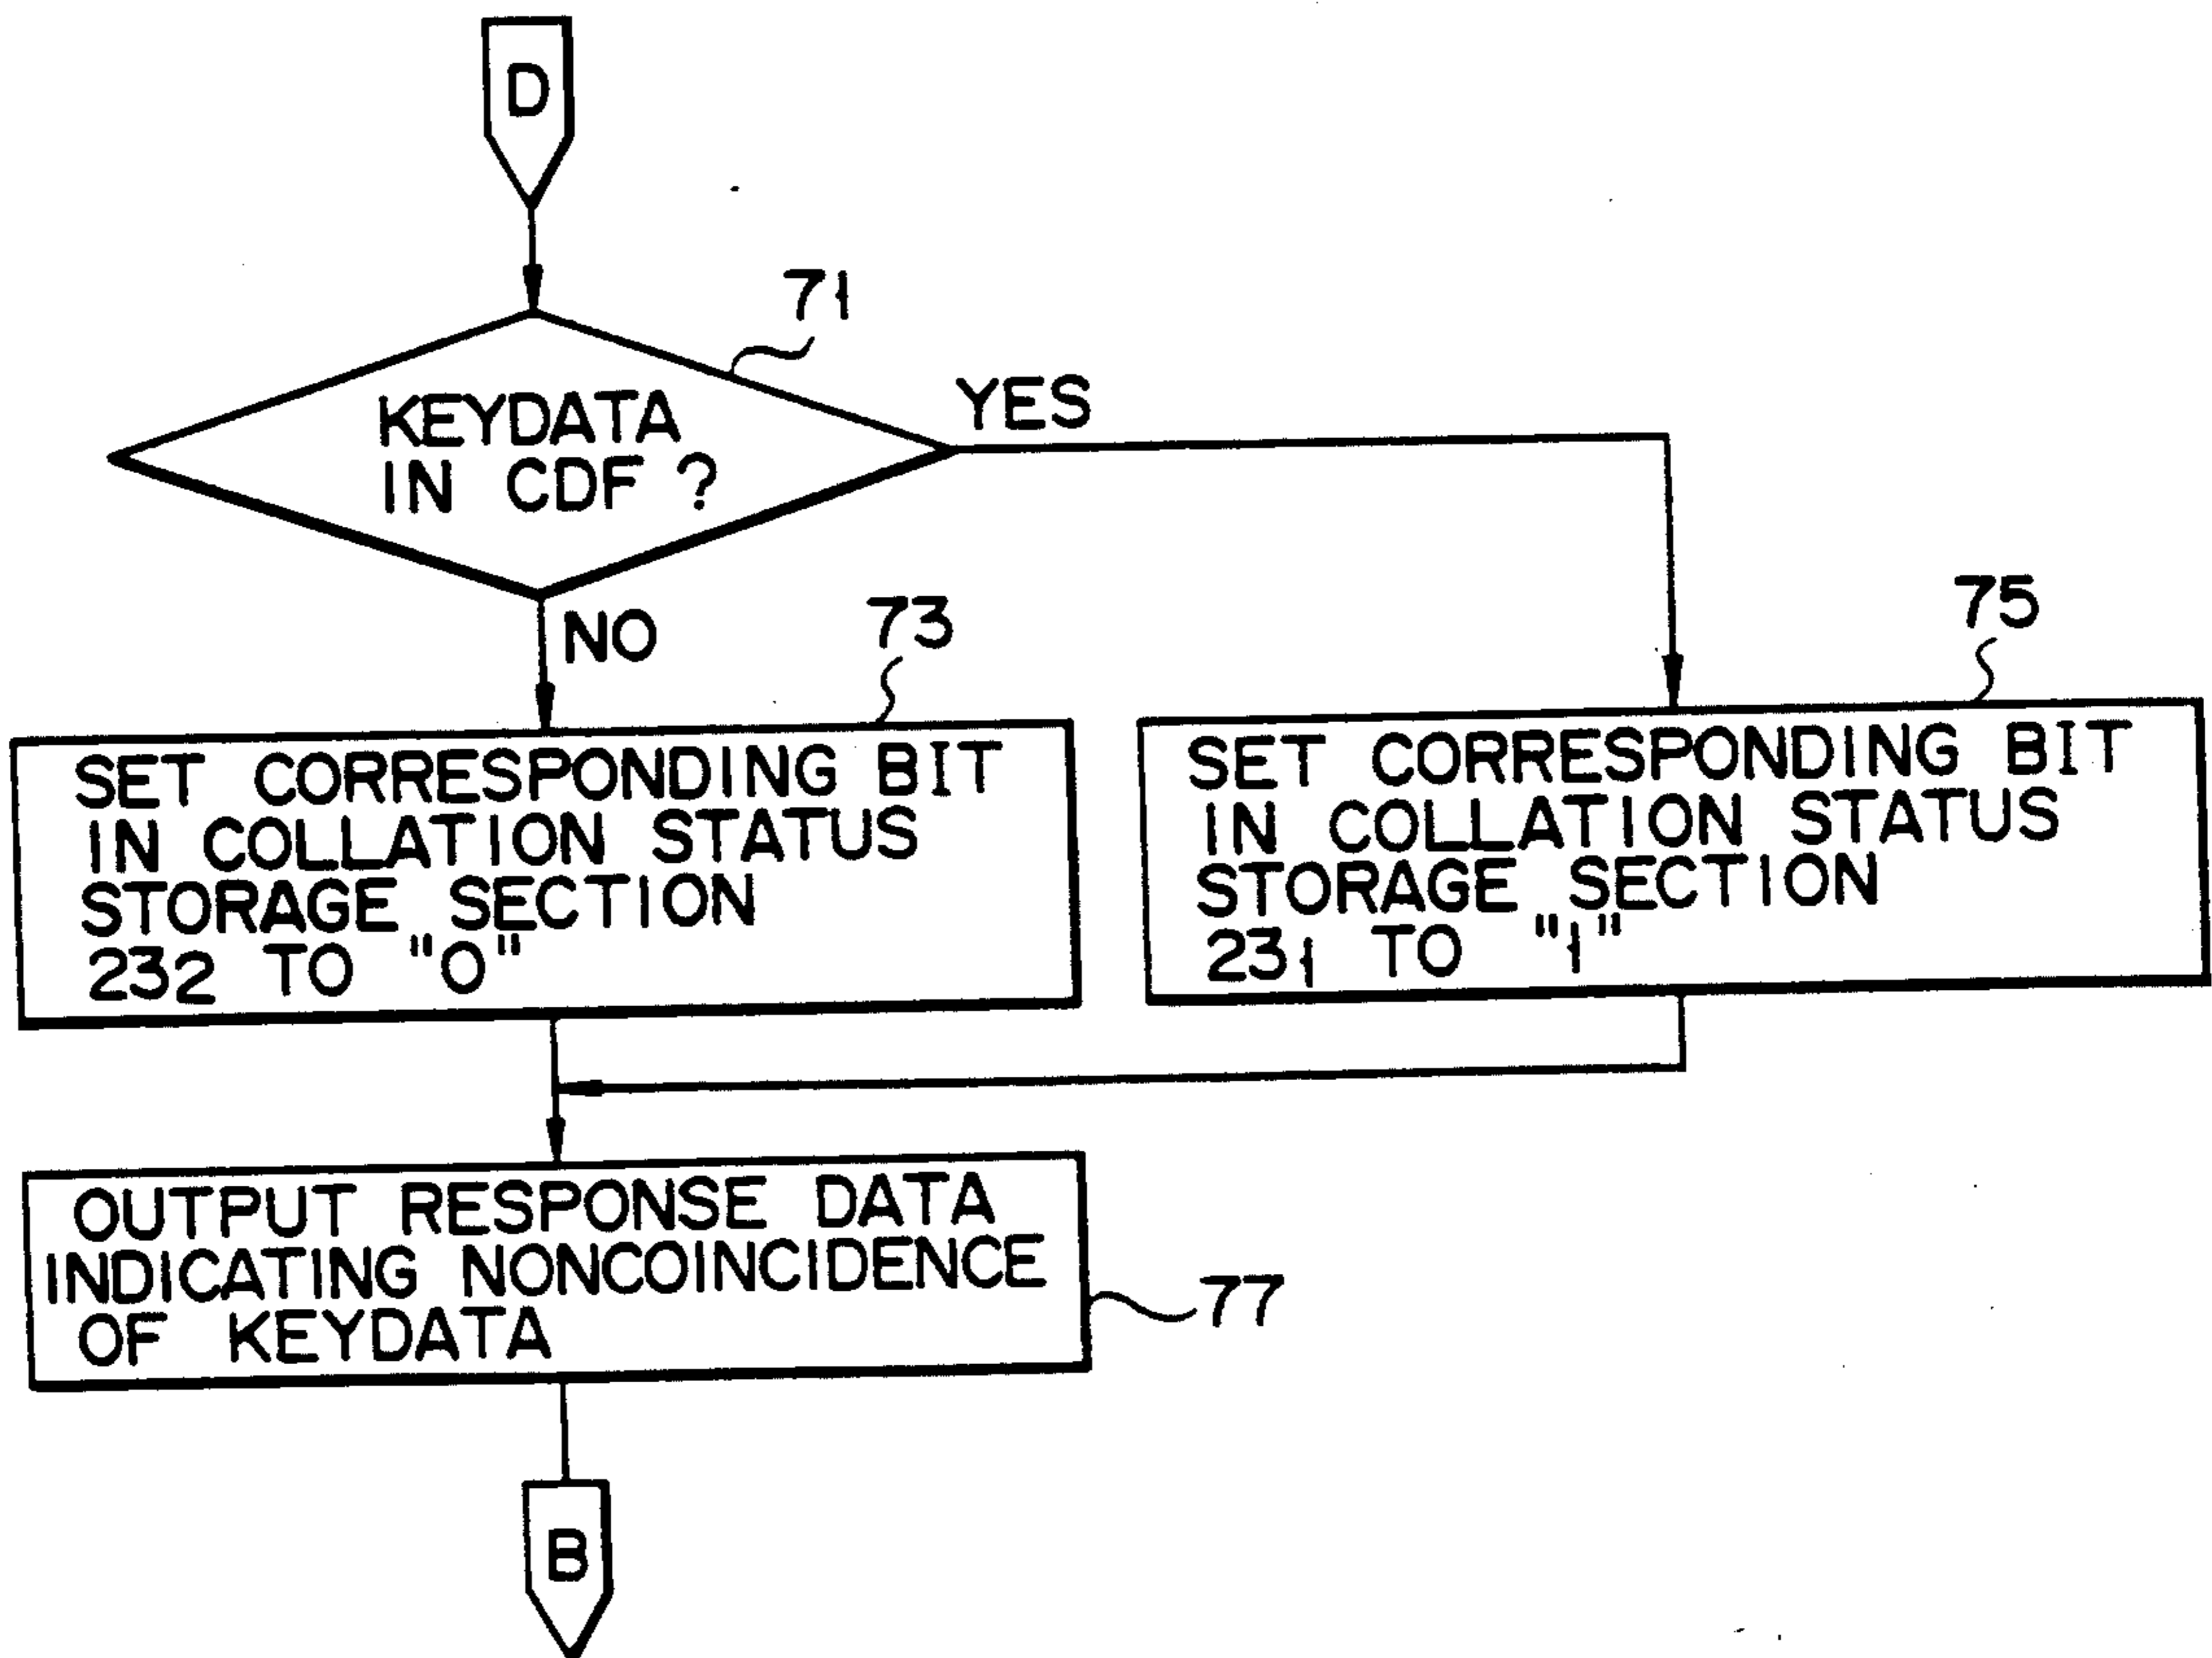 D
71
KEYDATA
IN CDF ?
YES
NO
73
SET CORRESPONDING BIT
IN COLLATION STATUS
STORAGE SECTION
232 TO "0"
75
SET CORRESPONDING BIT
IN COLLATION STATUS
STORAGE SECTION
231 TO "1"
OUTPUT RESPONSE DATA
INDICATING NONCOINCIDENCE
OF KEYDATA
77
B